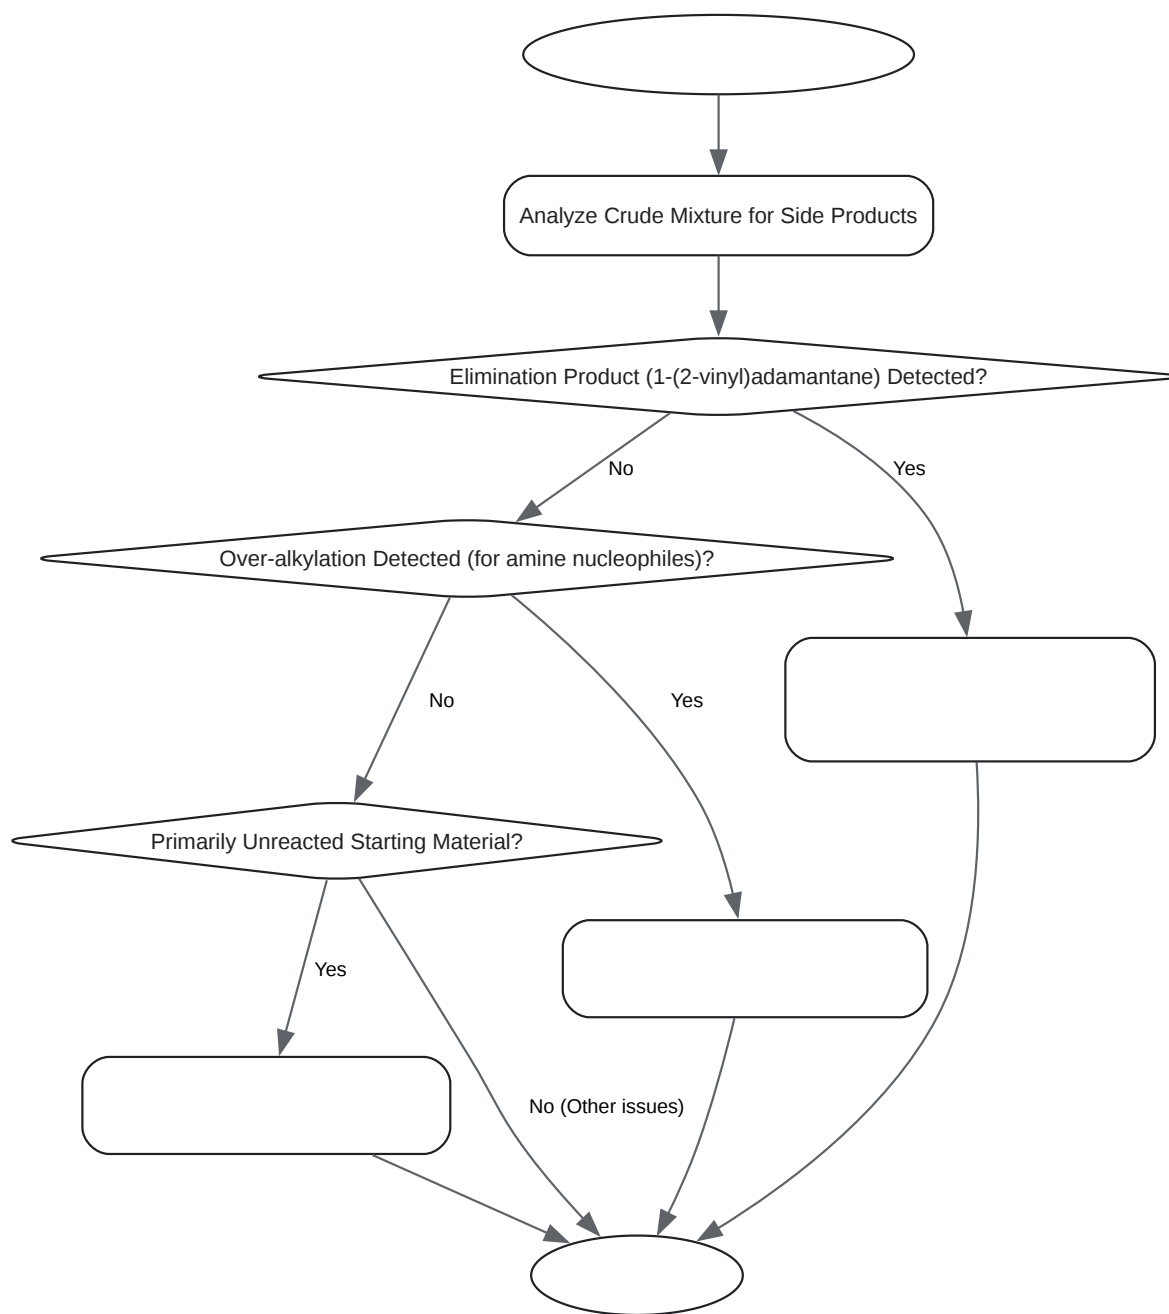 Analyze Crude Mixture for Side Products
Elimination Product (1-(2-vinyl)adamantane) Detected?
No
Yes
Over-alkylation Detected (for amine nucleophiles)?
No
Yes
Primarily Unreacted Starting Material?
Yes
No (Other issues)